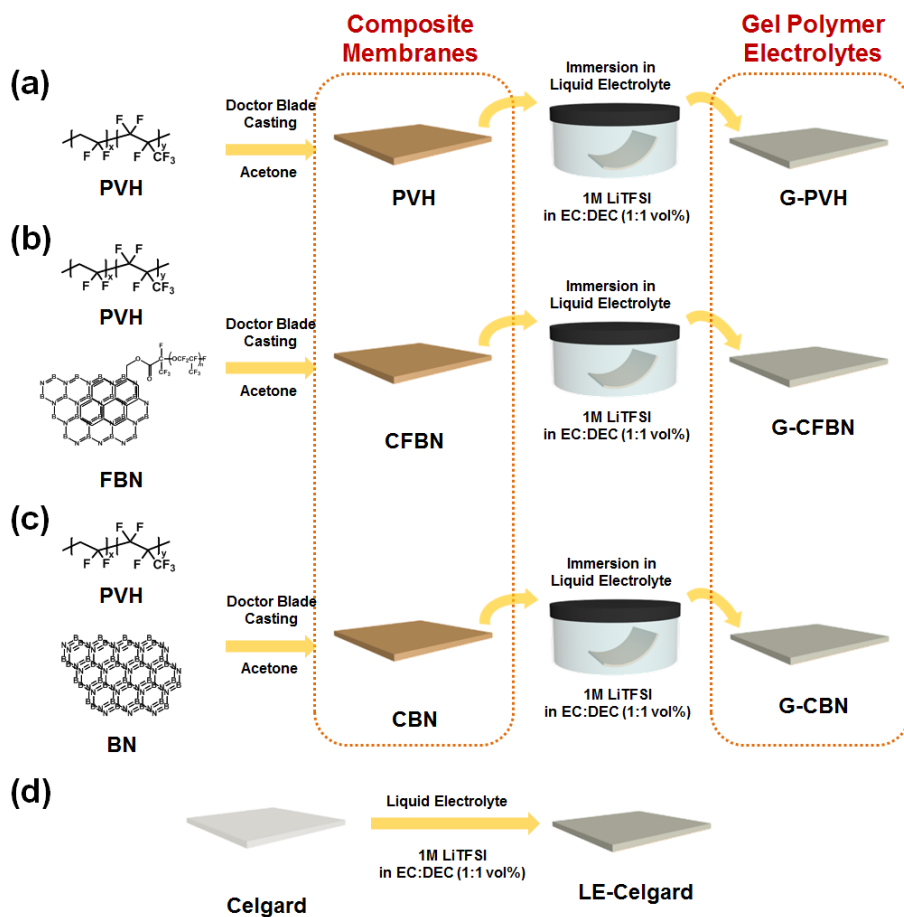 Composite
Membranes
Gel Polymer
Electrolytes
(a)
Doctor Blade
Casting
Acetone
PVH
PVH
Immersion in
Liquid Electrolyte
1M LiTFSI
in EC:DEC (1:1 vol%)
G-PVH
(b)
PVH
FBN
Doctor Blade
Casting
Acetone
CFBN
Immersion in
Liquid Electrolyte
1M LiTFSI
in EC:DEC (1:1 vol%)
G-CFBN
(c)
PVH
BN
Doctor Blade
Casting
Acetone
CBN
Immersion in
Liquid Electrolyte
1M LiTFSI
in EC:DEC (1:1 vol%)
G-CBN
(d)
Celgard
Liquid Electrolyte
1M LiTFSI
in EC:DEC (1:1 vol%)
LE-Celgard